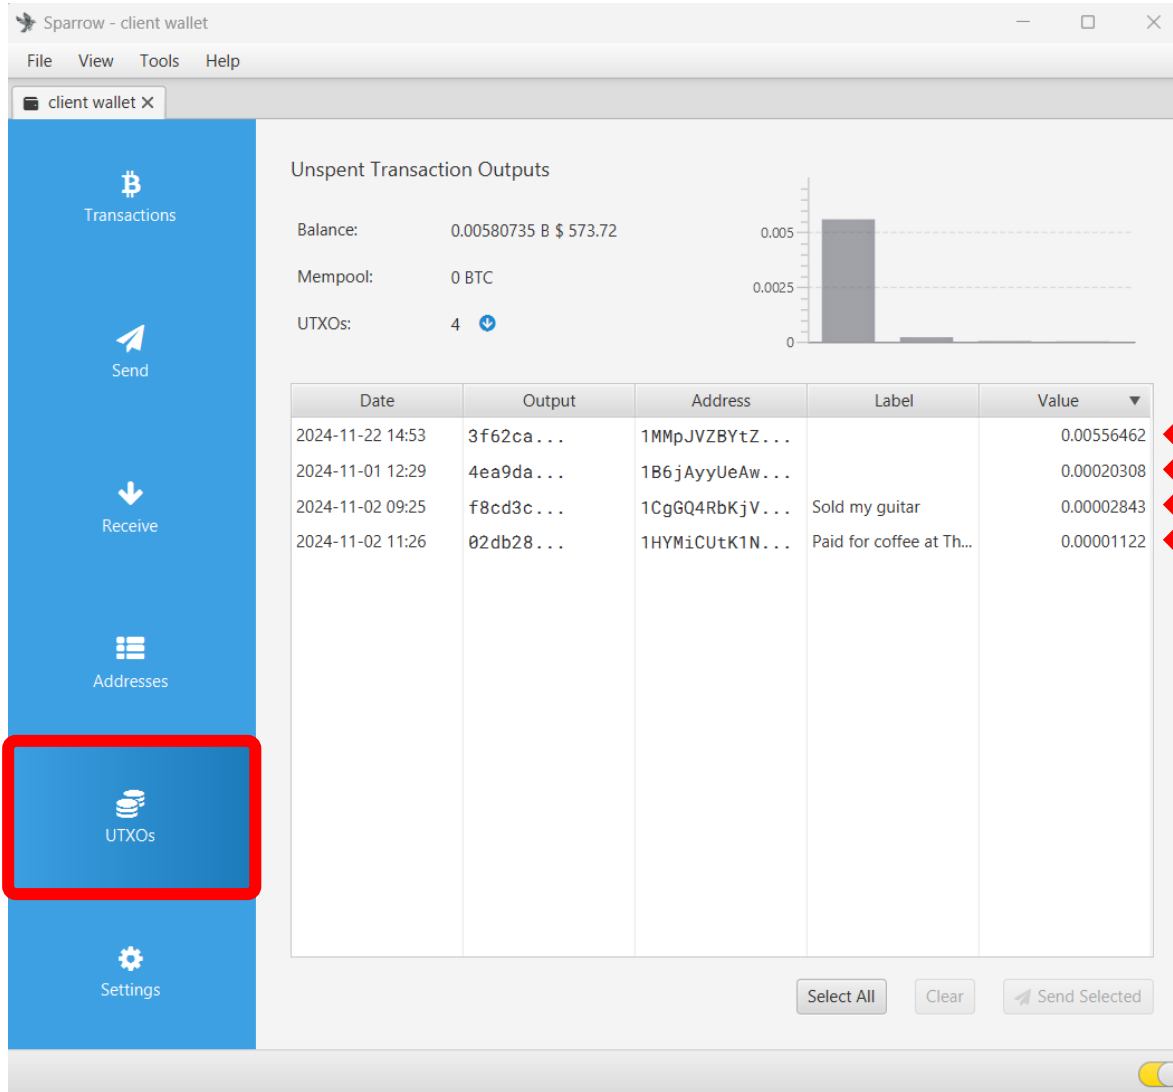 Sparrow - client wallet
File View Tools Help
client wallet
Transactions
Send
Receive
Addresses
UTXOs
Settings
Unspent Transaction Outputs
Balance: 0.00580735 B $ 573.72
Mempool: 0 BTC
UTXOs: 4
0.005
0.0025
0
Date Output Address Label Value
2024-11-22 14:53 3f62ca... 1MMpJVZBYtZ... 0.00556462
2024-11-01 12:29 4ea9da... 1B6jAyyUeAw... 0.00020308
2024-11-02 09:25 f8cd3c... 1CgGQ4RbKjV... Sold my guitar 0.00002843
2024-11-02 11:26 02db28... 1HYMiCUtK1N... Paid for coffee at Th... 0.00001122
Select All Clear Send Selected